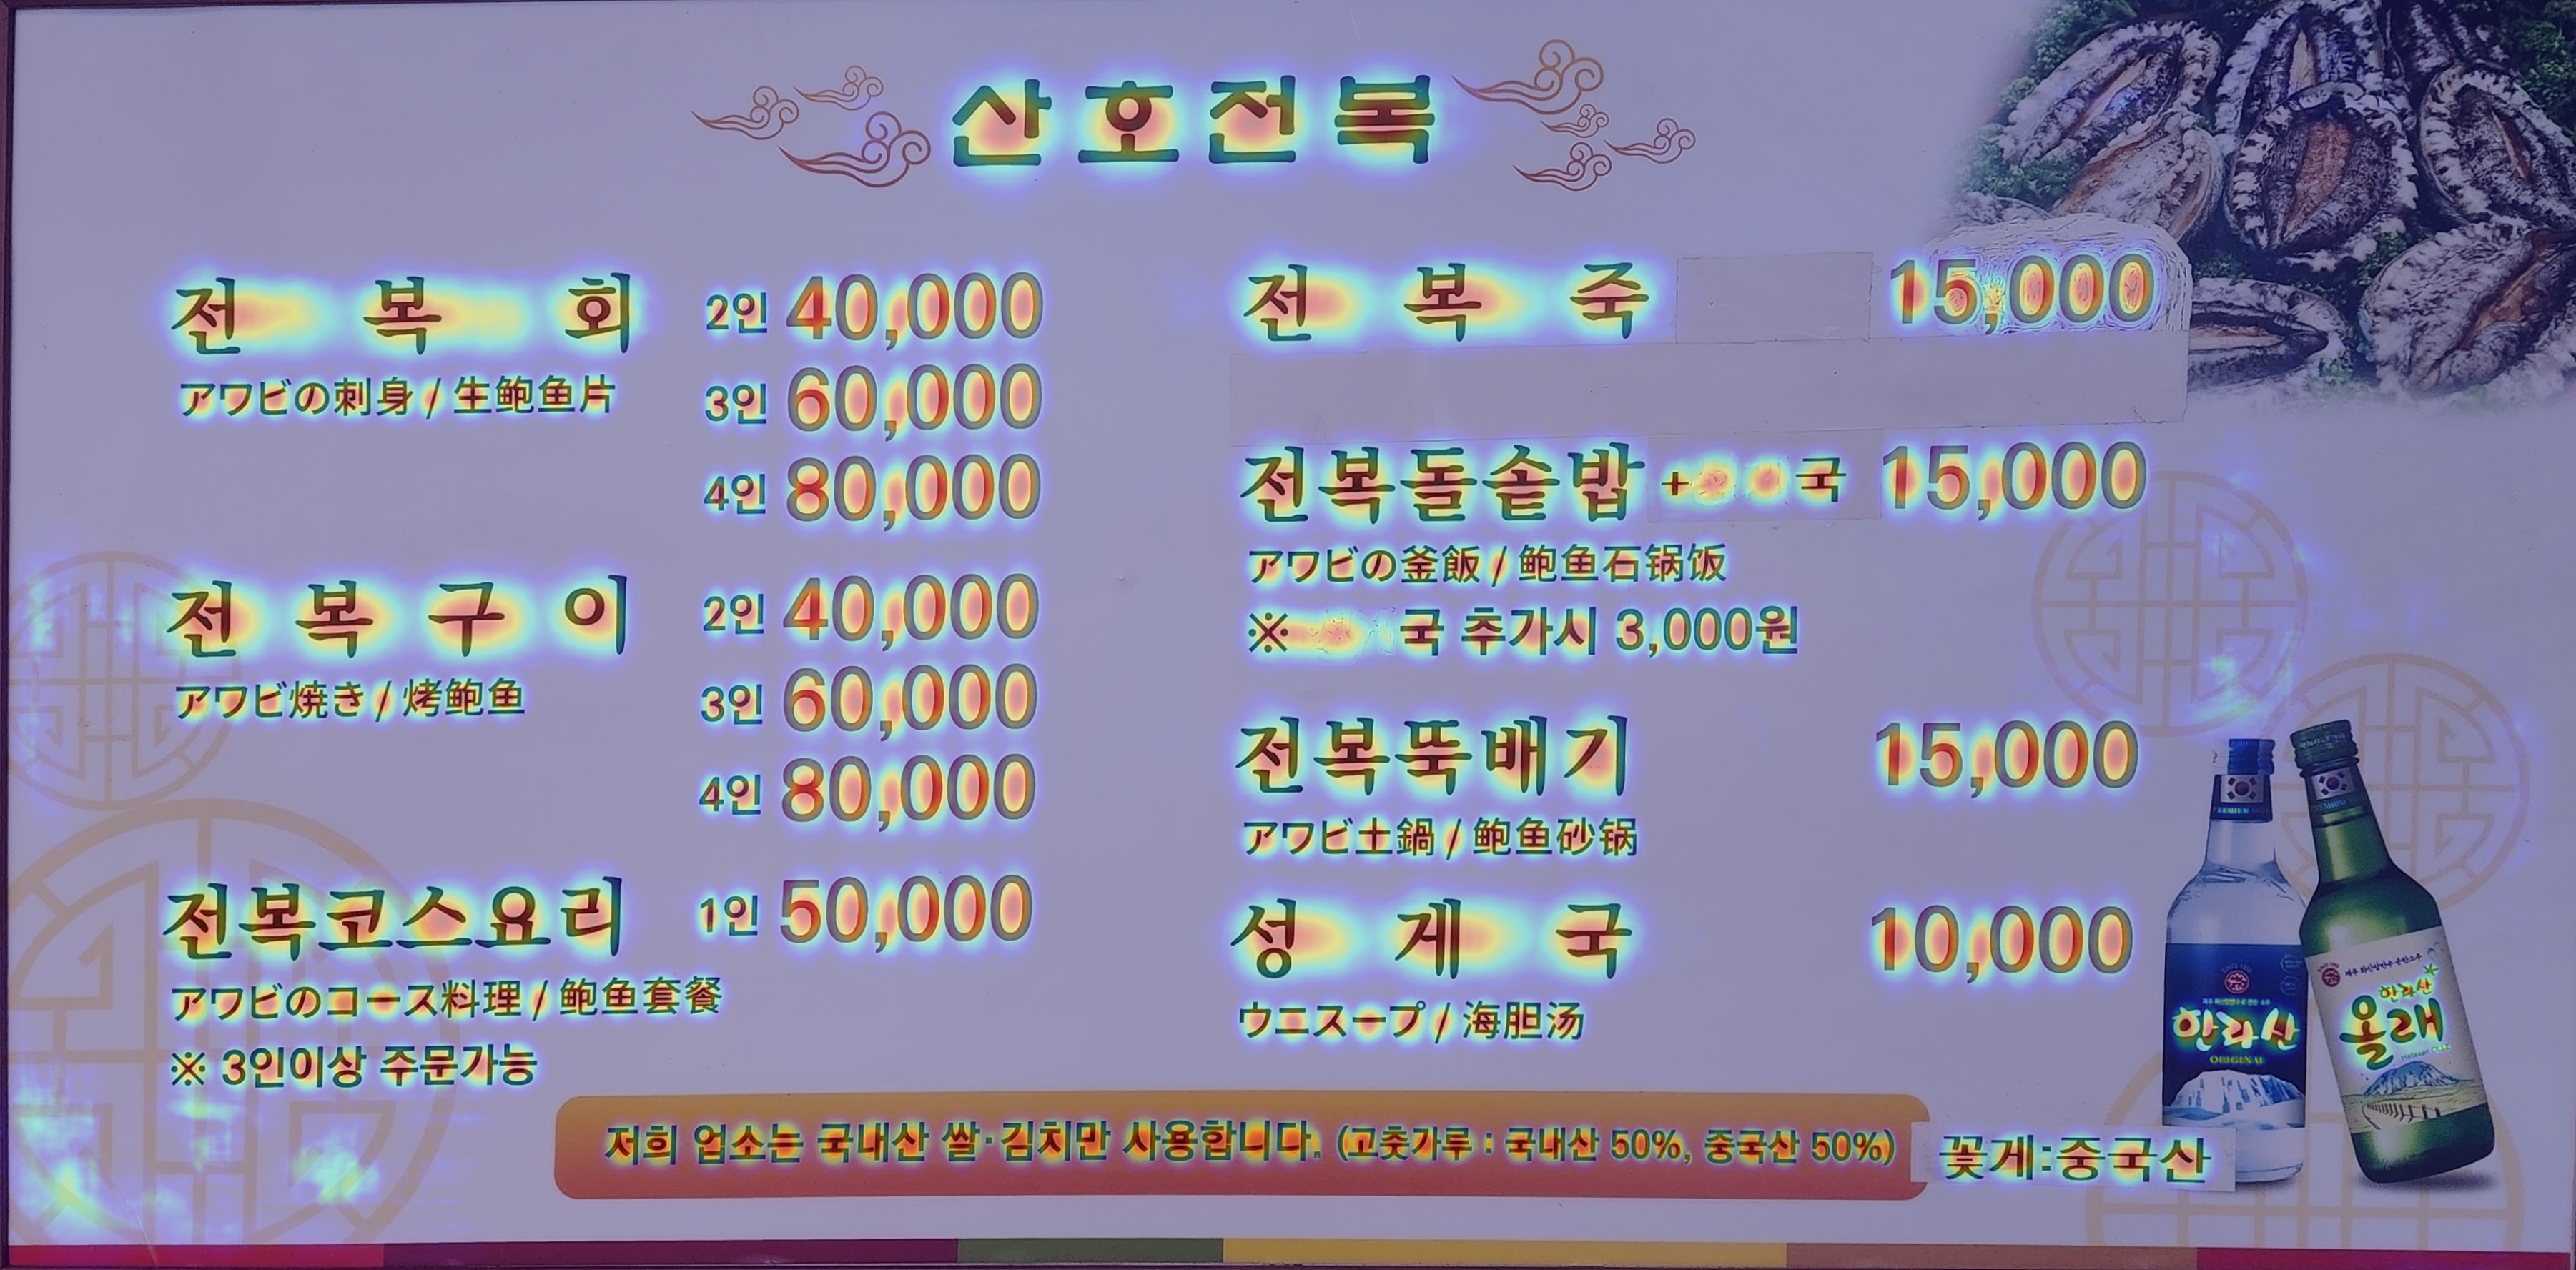 산호전복
전복회 2인 40,000
アワビの刺身 / 生鲍鱼片 3인 60,000
4인 80,000
전복구이 2인 40,000
アワビ焼き / 烤鲍鱼 3인 60,000
4인 80,000
전복코스요리 1인 50,000
アワビのコース料理 / 鲍鱼套餐
※ 3인이상 주문가능
전복죽 15,000
전복돌솥밥 + 국 15,000
アワビの釜飯 / 鲍鱼石锅饭
※ 국 추가시 3,000원
전복뚝배기 15,000
アワビ土鍋 / 鲍鱼砂锅
성게국 10,000
ウニスープ / 海胆汤
한라산
ORIGINAL
한라산
올래
저희 업소는 국내산 쌀·김치만 사용합니다. (고춧가루 : 국내산 50%, 중국산 50%)
꽃게:중국산